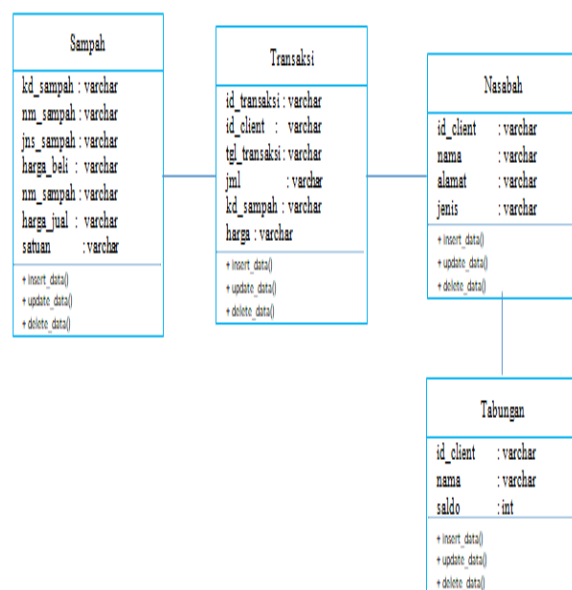 Sampah
kd_sampah : varchar
nm_sampah : varchar
jns_sampah : varchar
harga_beli : varchar
nm_sampah : varchar
harga_jual : varchar
satuan : varchar
+ insert_data()
+ update_data()
+ delete_data()
Transaksi
id_transaksi : varchar
id_client : varchar
tgl_transaksi : varchar
jml : varchar
kd_sampah : varchar
harga : varchar
+ insert_data()
+ update_data()
+ delete_data()
Nasabah
id_client : varchar
nama : varchar
alamat : varchar
jenis : varchar
+ insert_data()
+ update_data()
+ delete_data()
Tabungan
id_client : varchar
nama : varchar
saldo : int
+ insert_data()
+ update_data()
+ delete_data()